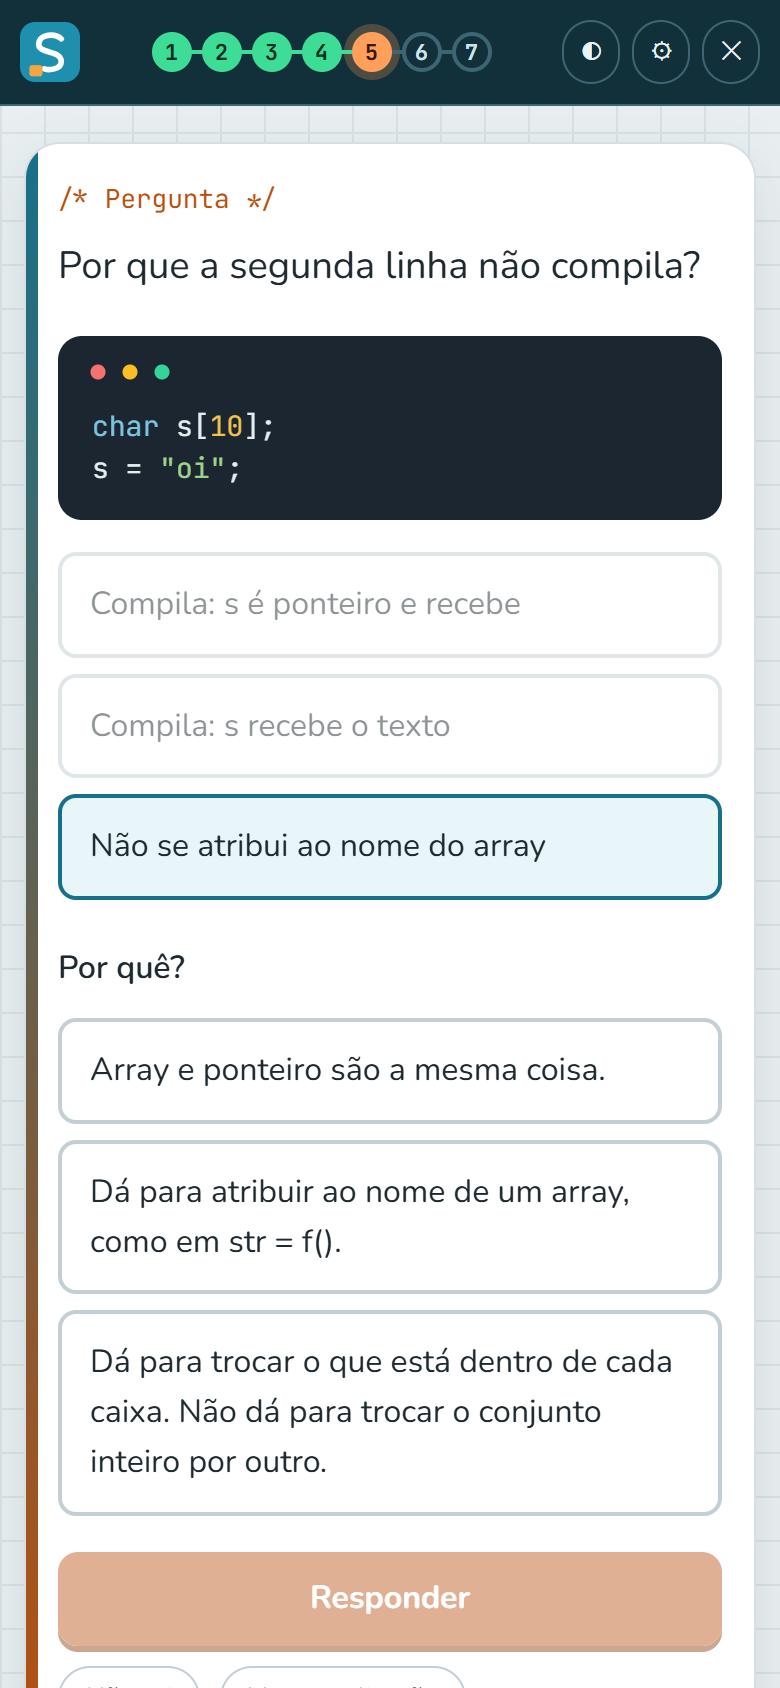 S
1 2 3 4 5 6 7
/* Pergunta */
Por que a segunda linha não compila?
char s[10];
s = "oi";
Compila: s é ponteiro e recebe
Compila: s recebe o texto
Não se atribui ao nome do array
Por quê?
Array e ponteiro são a mesma coisa.
Dá para atribuir ao nome de um array,
como em str = f().
Dá para trocar o que está dentro de cada
caixa. Não dá para trocar o conjunto
inteiro por outro.
Responder